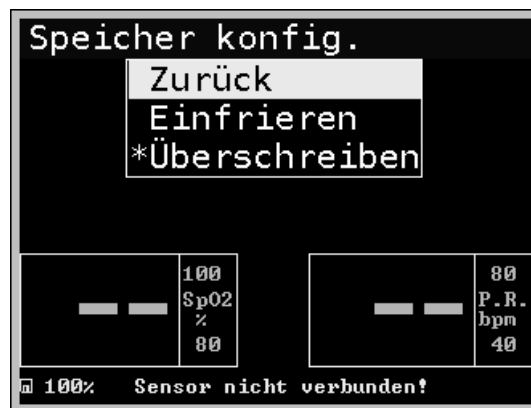 Speicher konfig.
Zurück
Einfrieren
*Überschreiben
-- 100 SpO2 % 80
-- 80 P.R. bpm 40
100% Sensor nicht verbunden!